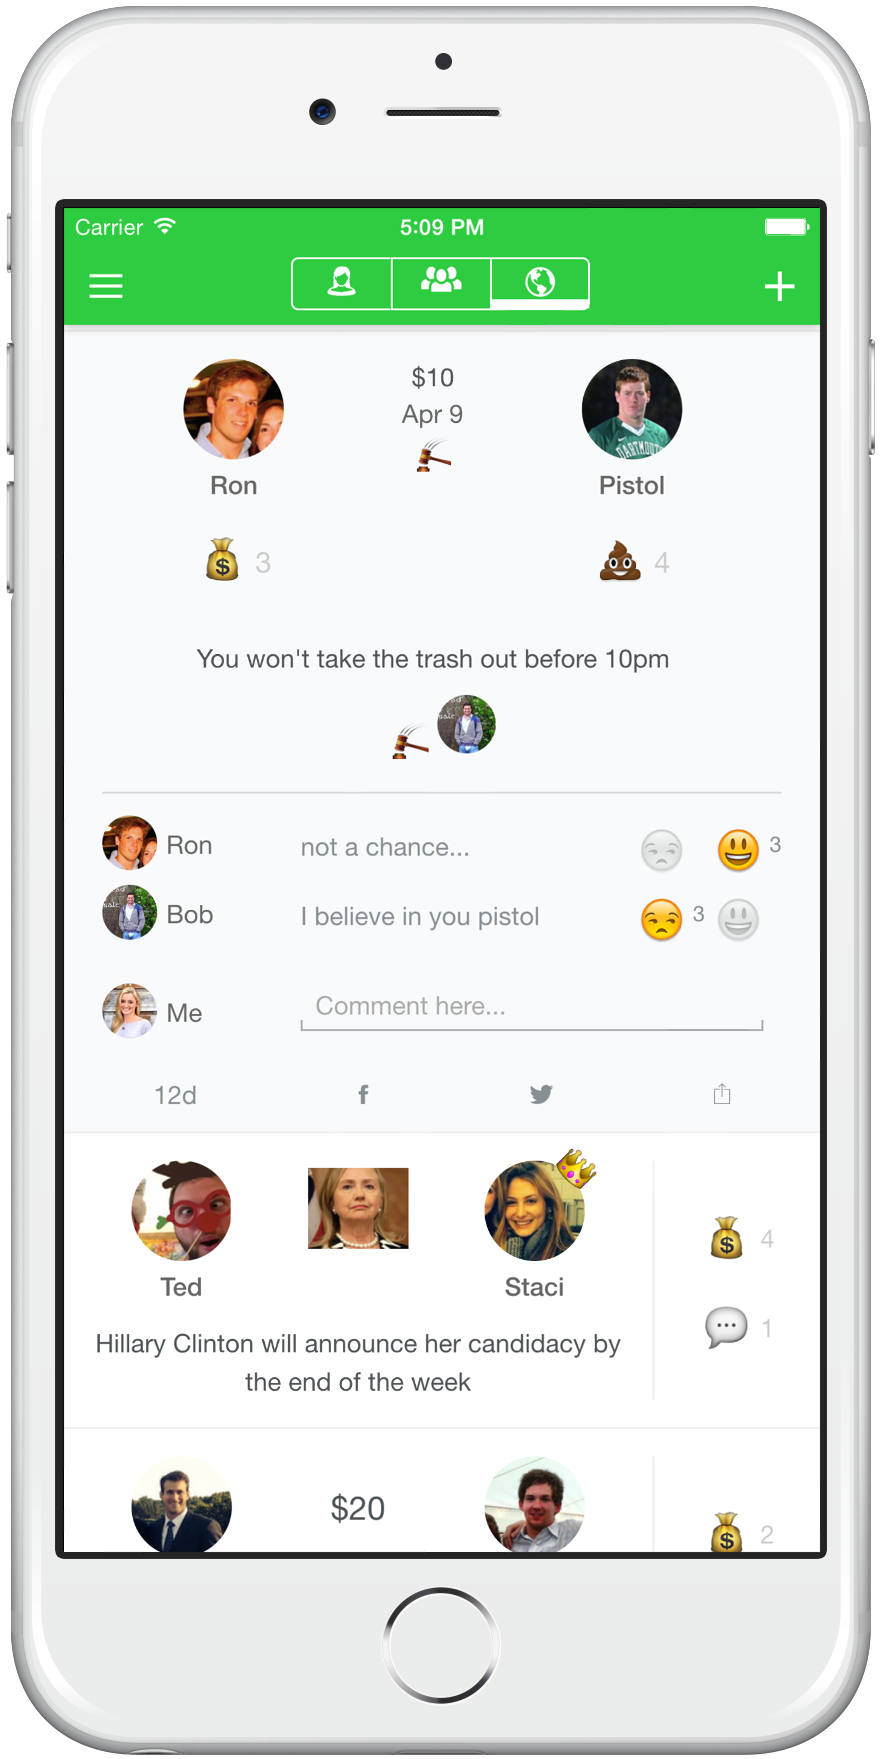 Carrier 5:09 PM
$10
Apr 9
DARTMOUT
Ron Pistol
$ 3 4
You won't take the trash out before 10pm
Ron not a chance... 3
Bob I believe in you pistol 3
Me Comment here...
12d f
$ 4
Ted Staci
1
Hillary Clinton will announce her candidacy by
the end of the week
$20
$ 2